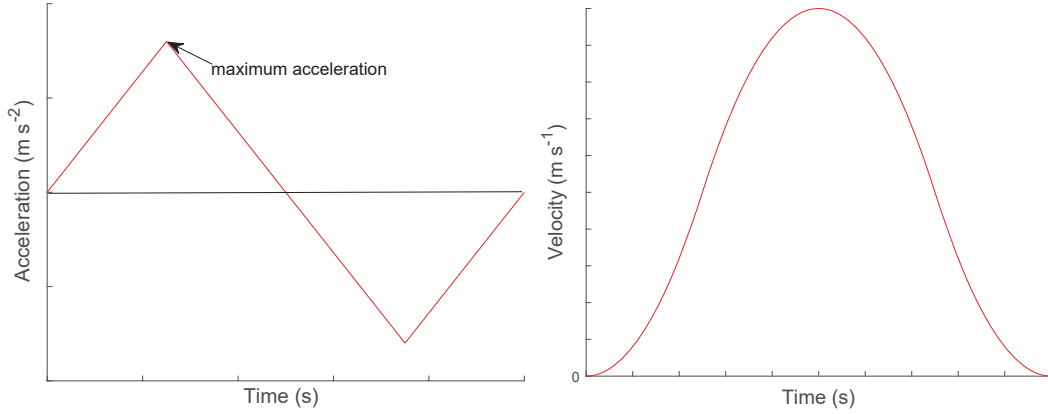 Acceleration (m s-2)
maximum acceleration
Time (s)
Velocity (m s-1)
0
Time (s)